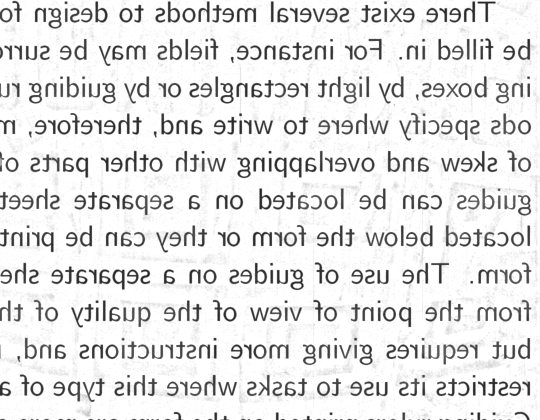 There exist several methods to design fo
be filled in. For instance, fields may be surr
ing boxes, by light rectangles or by guiding ru
ods specify where to write and, therefore, m
of skew and overlapping with other parts of
guides can be located on a separate sheet
located below the form or they can be print
form. The use of guides on a separate she
from the point of view of the quality of th
but requires giving more instructions and,
restricts its use to tasks where this type of a